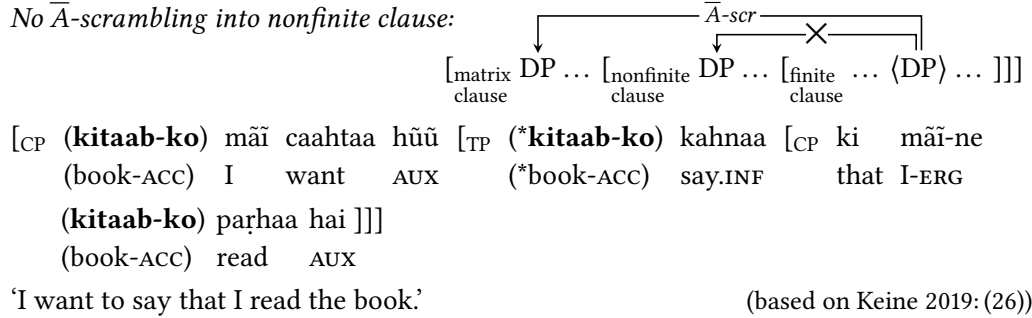 No A̅-scrambling into nonfinite clause:
A̅-scr
[matrix clause DP … [nonfinite clause DP … [finite clause … ⟨DP⟩ … ]]]
[CP (kitaab-ko) mãĩ caahtaa hũũ [TP (*kitaab-ko) kahnaa [CP ki mãĩ-ne
(book-ACC) I want AUX (*book-ACC) say.INF that I-ERG
(kitaab-ko) paṛhaa hai ]]]
(book-ACC) read AUX
‘I want to say that I read the book.’ (based on Keine 2019: (26))